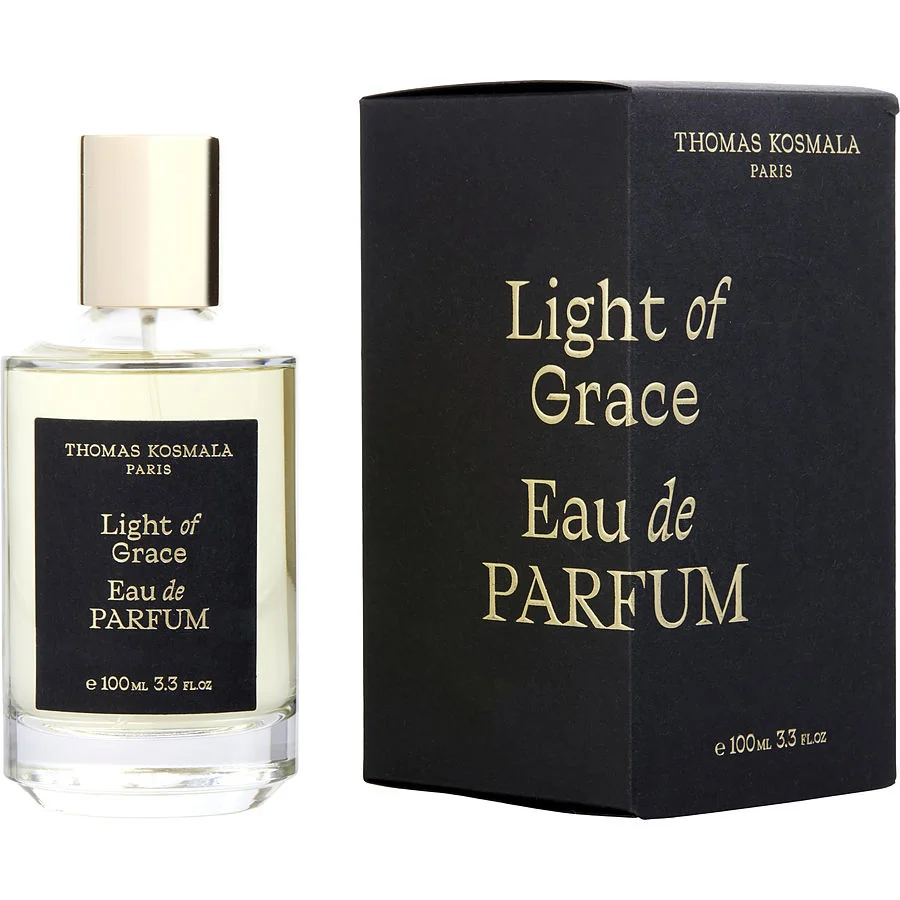 THOMAS KOSMALA
PARIS
Light of
Grace
Eau de
PARFUM
e 100ML 3.3 FL.OZ
THOMAS KOSMALA
PARIS
Light of
Grace
Eau de
PARFUM
e 100ML 3.3 FL.OZ